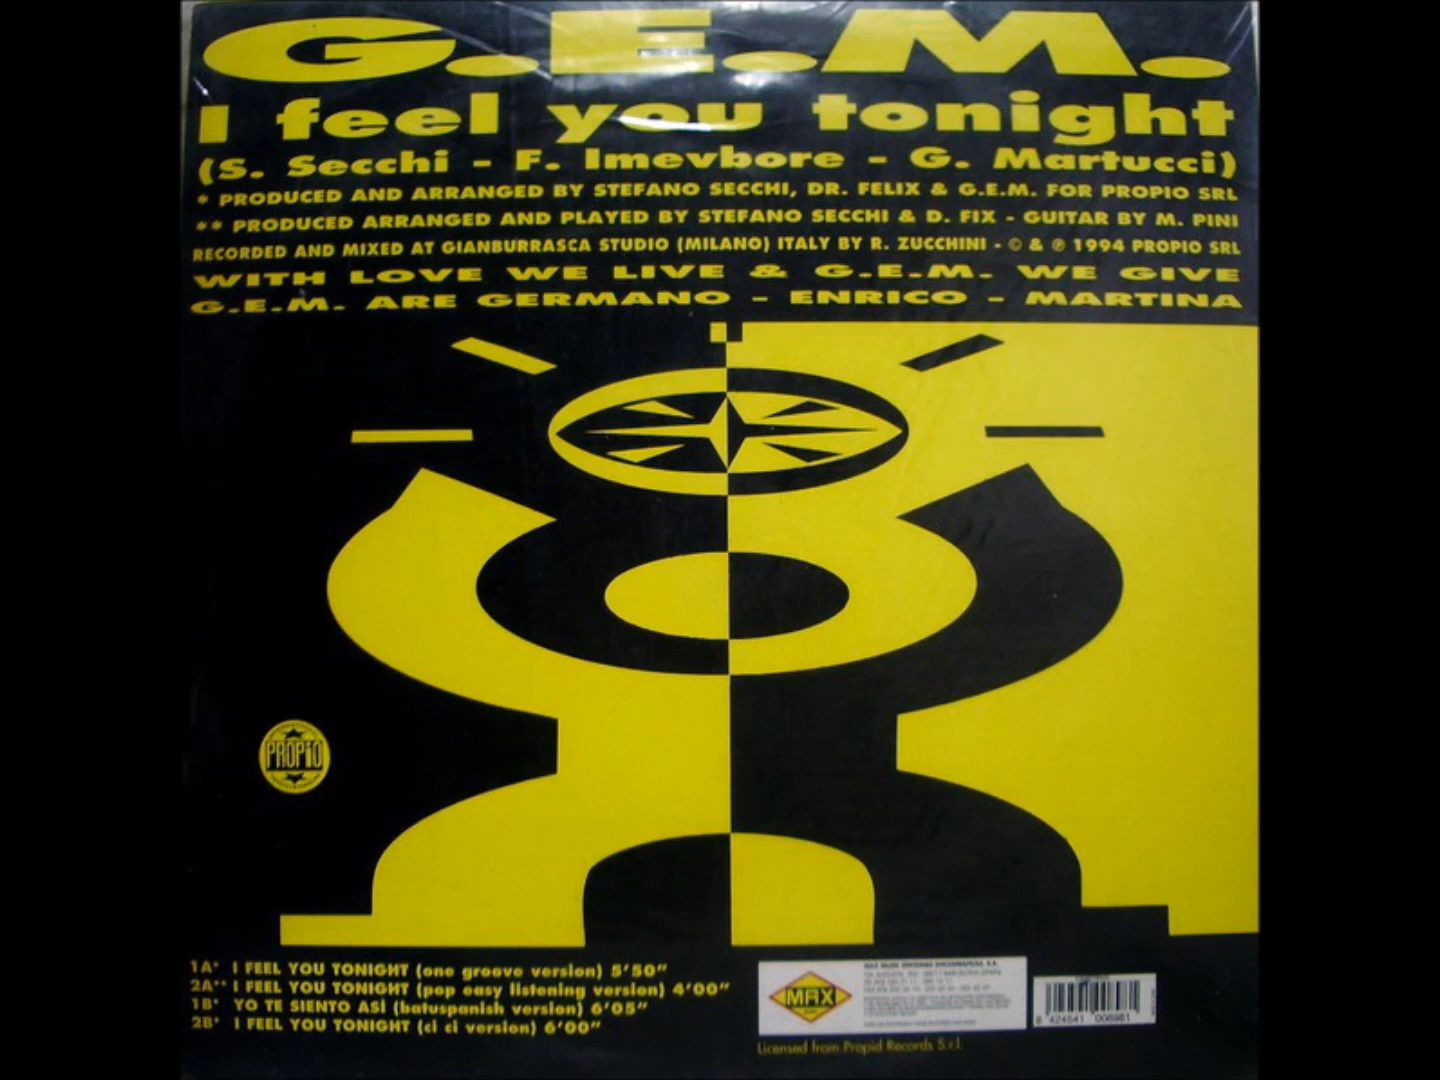 G.E.M.
I feel you tonight
(S. Secchi - F. Imevbore - G. Martucci)
* PRODUCED AND ARRANGED BY STEFANO SECCHI, DR. FELIX & G.E.M. FOR PROPIO SRL
** PRODUCED ARRANGED AND PLAYED BY STEFANO SECCHI & D. FIX - GUITAR BY M. PINI
RECORDED AND MIXED AT GIANBURRASCA STUDIO (MILANO) ITALY BY R. ZUCCHINI - © & ℗ 1994 PROPIO SRL
WITH LOVE WE LIVE & G.E.M. WE GIVE
G.E.M. ARE GERMANO - ENRICO - MARTINA
PROPIO
1A* I FEEL YOU TONIGHT (one groove version) 5'50"
2A** I FEEL YOU TONIGHT (pop easy listening version) 4'00"
1B* YO TE SIENTO ASÍ (batuspanish version) 6'05"
2B* I FEEL YOU TONIGHT (ci ci version) 6'00"
MAX
8 424541 008981
Licensed from Propid Records S.r.l.